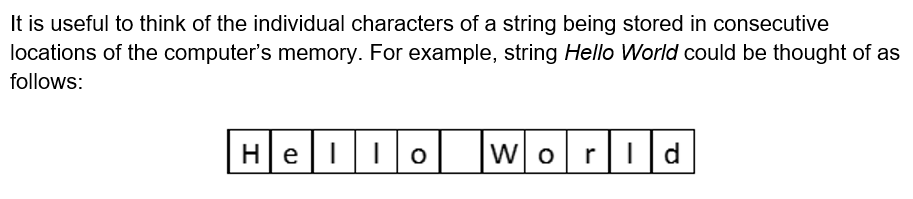 It is useful to think of the individual characters of a string being stored in consecutive
locations of the computer’s memory. For example, string Hello World could be thought of as
follows:
H e l l o W o r l d